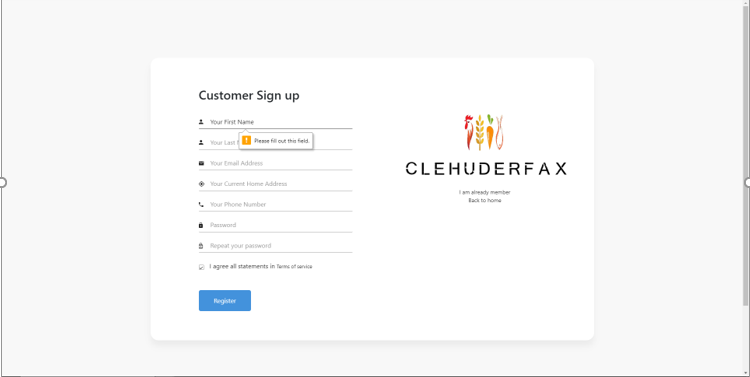 Customer Sign up
Your First Name
Please fill out this field.
Your Last
Your Email Address
Your Current Home Address
Your Phone Number
Password
Repeat your password
I agree all statements in Terms of service
Register
CLEHUDERFAX
I am already member
Back to home